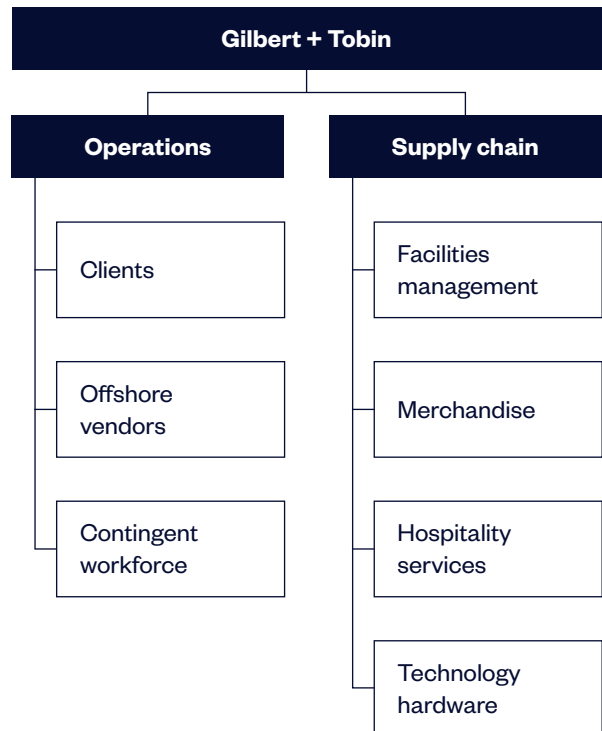 Gilbert + Tobin
Operations
Clients
Offshore
vendors
Contingent
workforce
Supply chain
Facilities
management
Merchandise
Hospitality
services
Technology
hardware